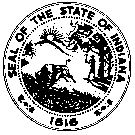 SEAL OF THE STATE OF INDIANA
1816